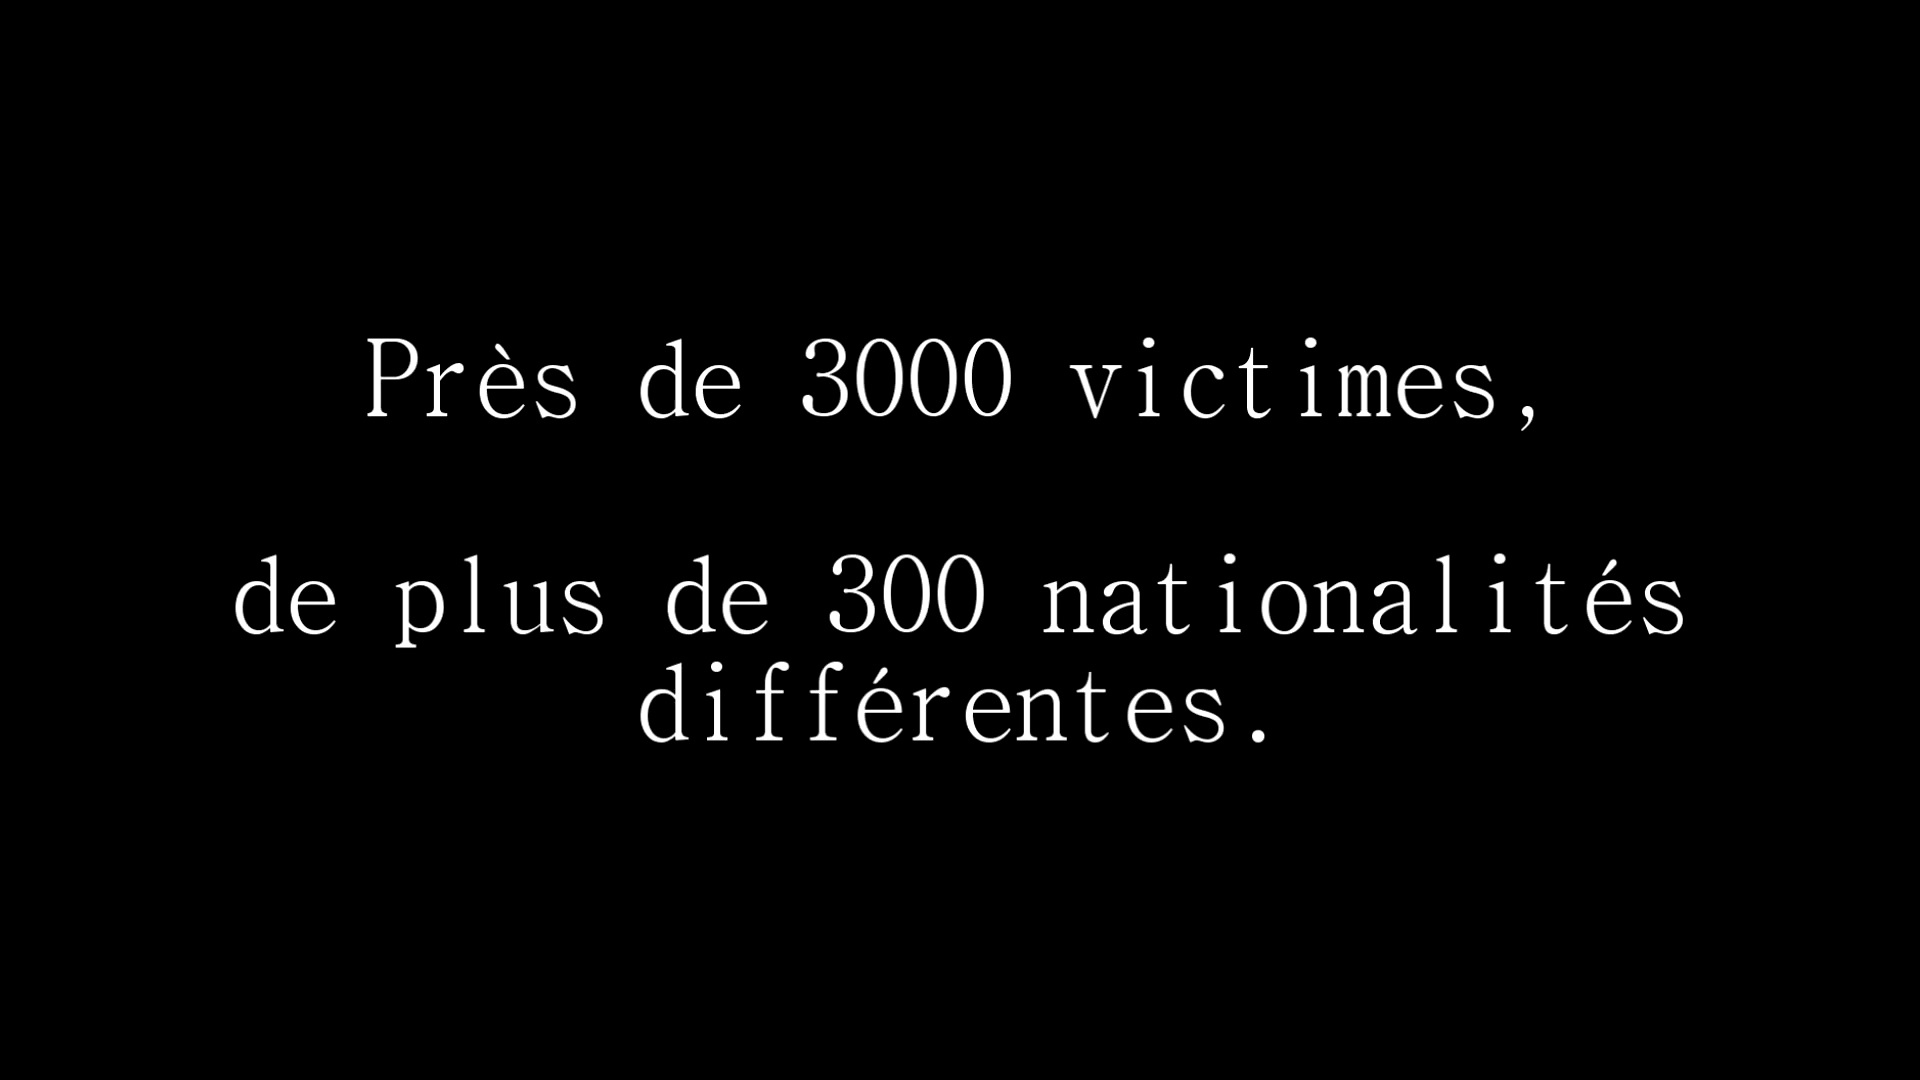 Près de 3000 victimes,
de plus de 300 nationalités
différentes.